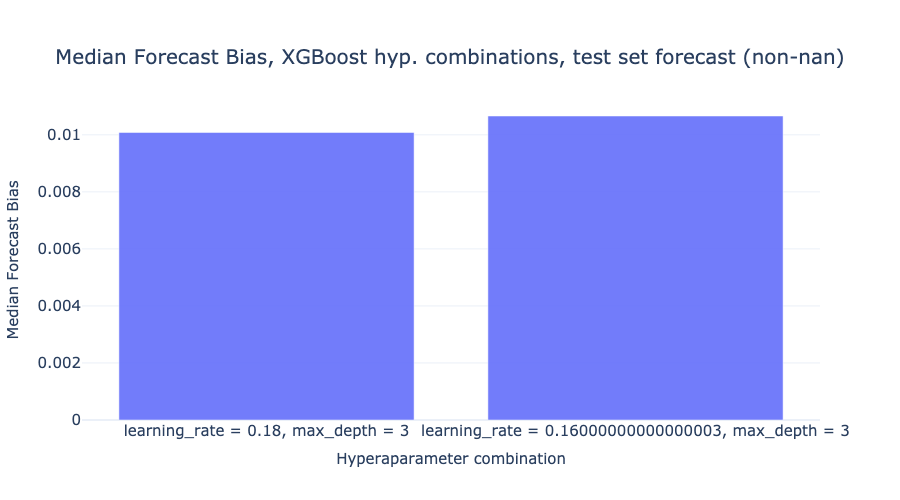 Median Forecast Bias, XGBoost hyp. combinations, test set forecast (non-nan)
Median Forecast Bias
0.01
0.008
0.006
0.004
0.002
0
learning_rate = 0.18, max_depth = 3
learning_rate = 0.16000000000000003, max_depth = 3
Hyperaparameter combination